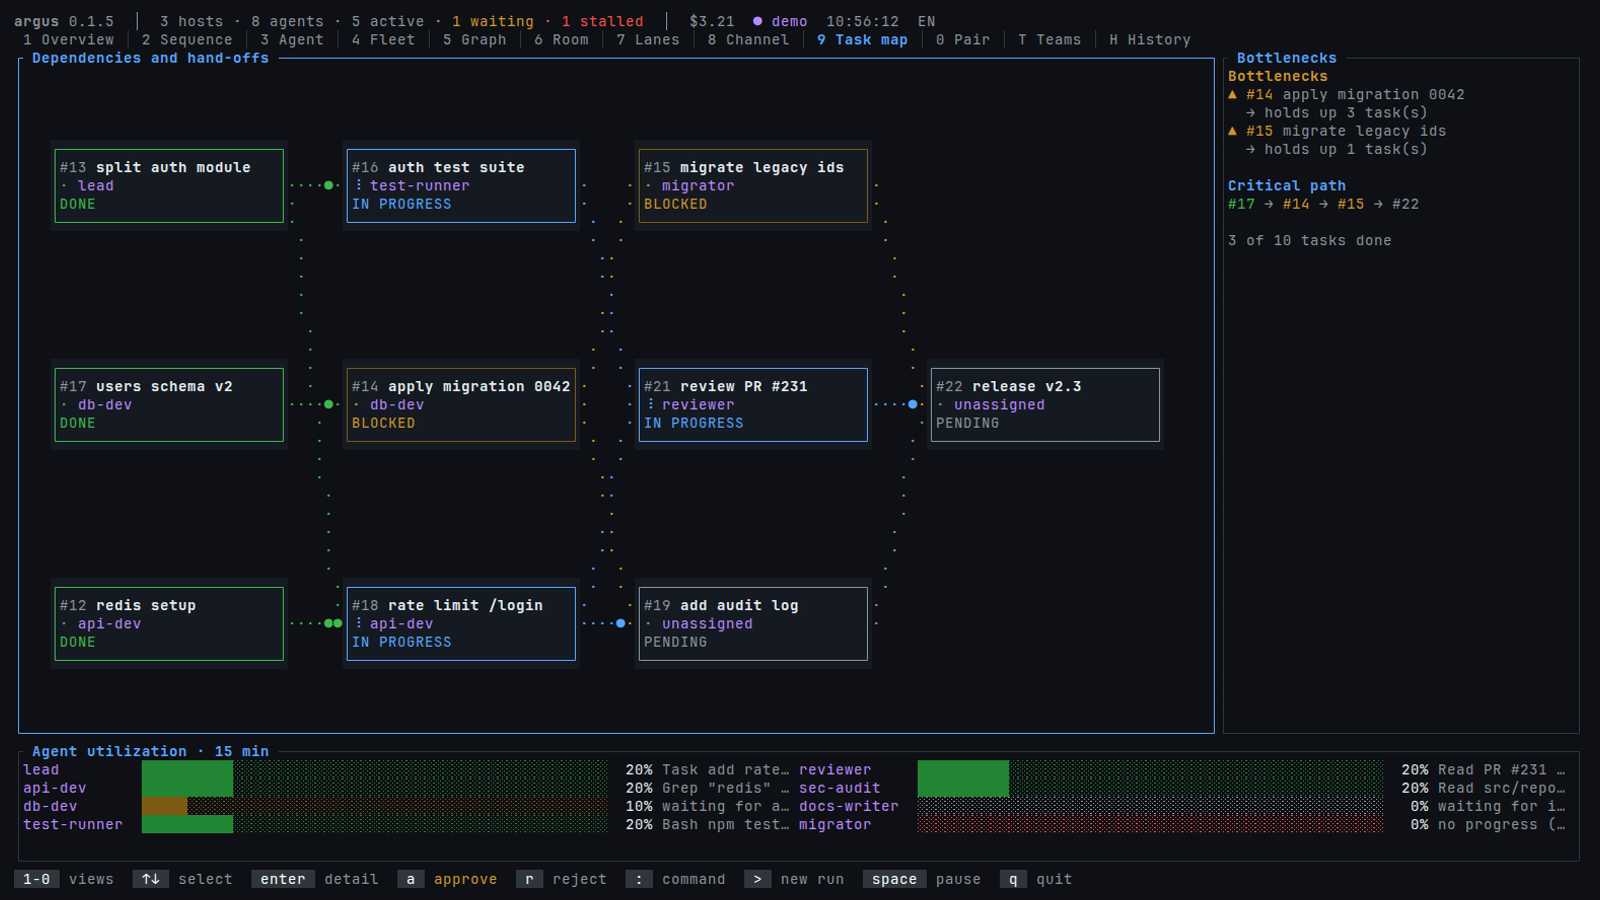 argus 0.1.5 │ 3 hosts · 8 agents · 5 active · 1 waiting · 1 stalled │ $3.21 ● demo 10:56:12 EN
1 Overview │ 2 Sequence │ 3 Agent │ 4 Fleet │ 5 Graph │ 6 Room │ 7 Lanes │ 8 Channel │ 9 Task map │ 0 Pair │ T Teams │ H History
Dependencies and hand-offs
#13 split auth module
· lead
DONE
#16 auth test suite
⠸ test-runner
IN PROGRESS
#15 migrate legacy ids
· migrator
BLOCKED
#17 users schema v2
· db-dev
DONE
#14 apply migration 0042
· db-dev
BLOCKED
#21 review PR #231
⠸ reviewer
IN PROGRESS
#22 release v2.3
· unassigned
PENDING
#12 redis setup
· api-dev
DONE
#18 rate limit /login
⠸ api-dev
IN PROGRESS
#19 add audit log
· unassigned
PENDING
Bottlenecks
Bottlenecks
▲ #14 apply migration 0042
→ holds up 3 task(s)
▲ #15 migrate legacy ids
→ holds up 1 task(s)
Critical path
#17 → #14 → #15 → #22
3 of 10 tasks done
Agent utilization · 15 min
lead 20% Task add rate… reviewer 20% Read PR #231 …
api-dev 20% Grep "redis" … sec-audit 20% Read src/repo…
db-dev 10% waiting for a… docs-writer 0% waiting for i…
test-runner 20% Bash npm test… migrator 0% no progress (…
1-0 views ↑↓ select enter detail a approve r reject : command > new run space pause q quit